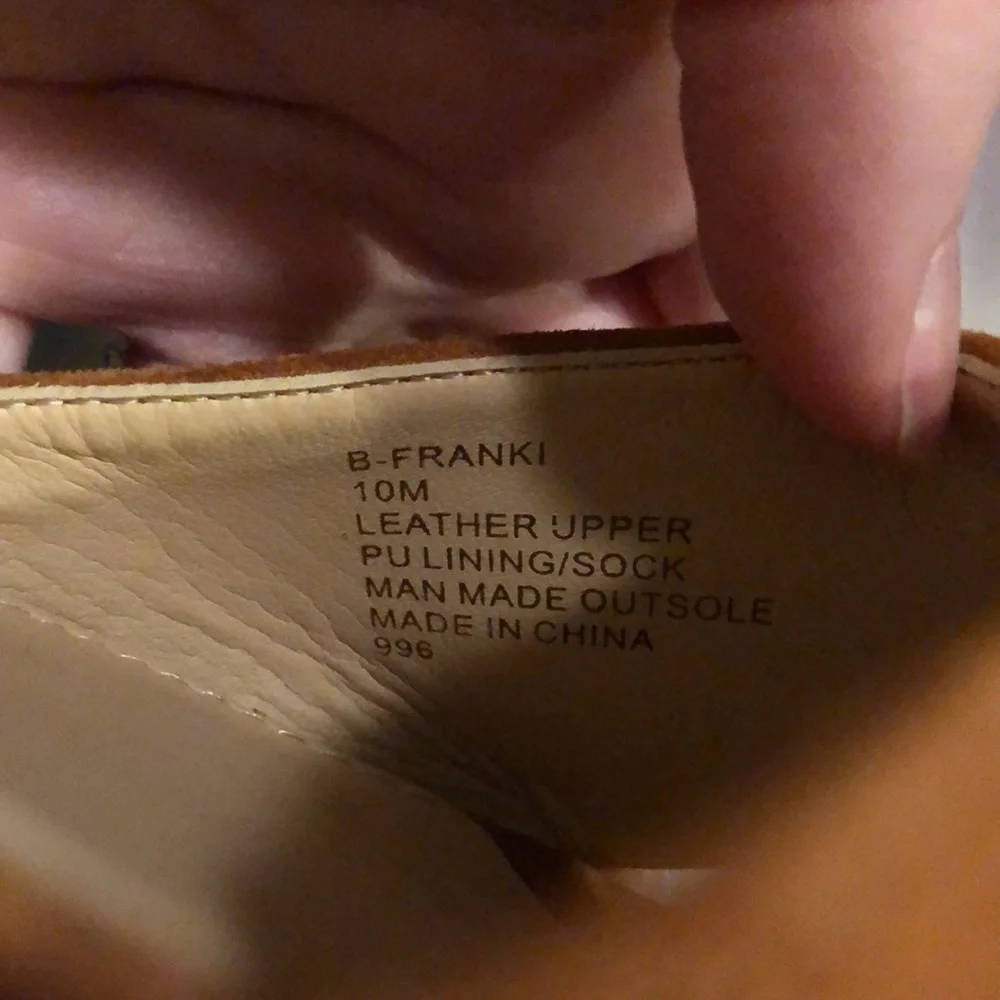 B-FRANKI
10M
LEATHER UPPER
PU LINING/SOCK
MAN MADE OUTSOLE
MADE IN CHINA
996